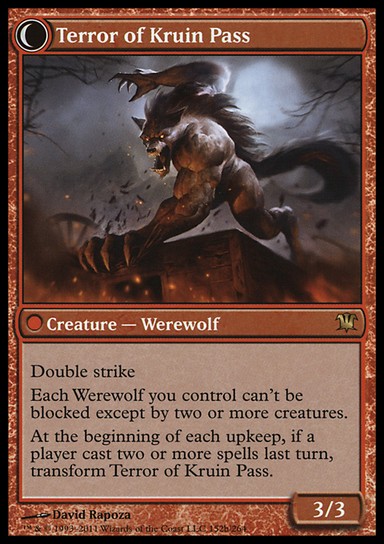 Terror of Kruin Pass
Creature — Werewolf
Double strike
Each Werewolf you control can't be
blocked except by two or more creatures.
At the beginning of each upkeep, if a
player cast two or more spells last turn,
transform Terror of Kruin Pass.
David Rapoza
3/3
™ & © 1993-2011 Wizards of the Coast LLC 152b/264